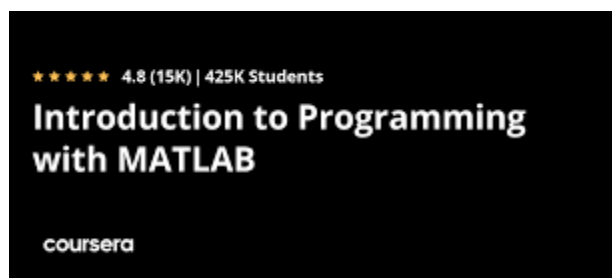 ★★★★★ 4.8 (15K) | 425K Students
Introduction to Programming
with MATLAB
coursera